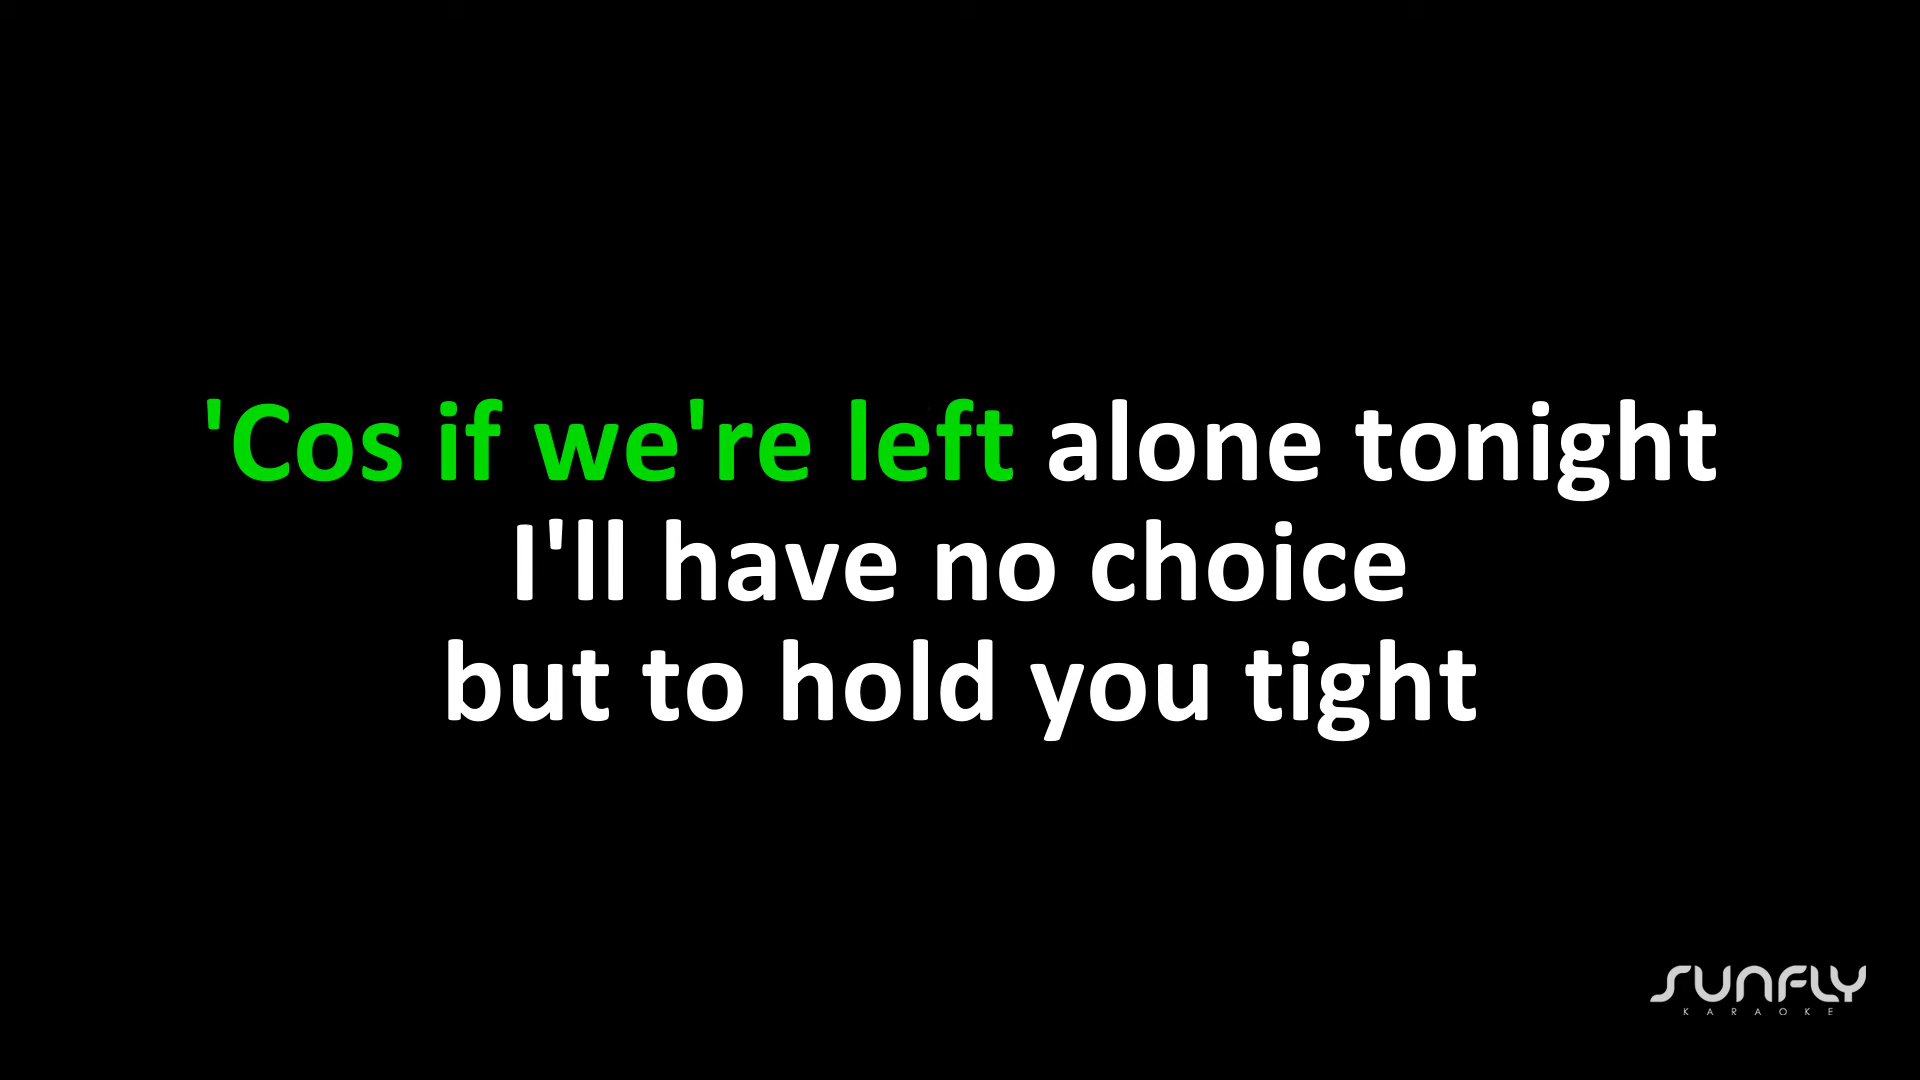 'Cos if we're left alone tonight
I'll have no choice
but to hold you tight
SUNFLY
KARAOKE